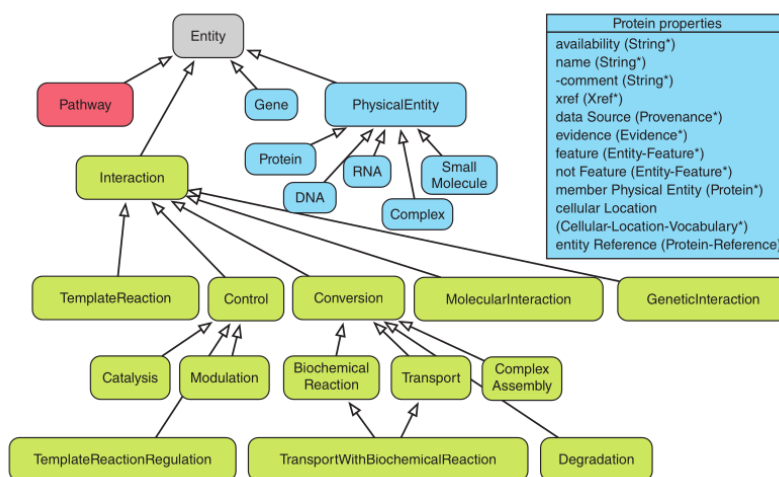 Entity
Pathway
Gene
PhysicalEntity
Protein
DNA
RNA
Complex
Small
Molecule
Interaction
TemplateReaction
Control
Conversion
MolecularInteraction
GeneticInteraction
Catalysis
Modulation
Biochemical
Reaction
Transport
Complex
Assembly
TemplateReactionRegulation
TransportWithBiochemicalReaction
Degradation
Protein properties
availability (String*)
name (String*)
-comment (String*)
xref (Xref*)
data Source (Provenance*)
evidence (Evidence*)
feature (Entity-Feature*)
not Feature (Entity-Feature*)
member Physical Entity (Protein*)
cellular Location
(Cellular-Location-Vocabulary*)
entity Reference (Protein-Reference)